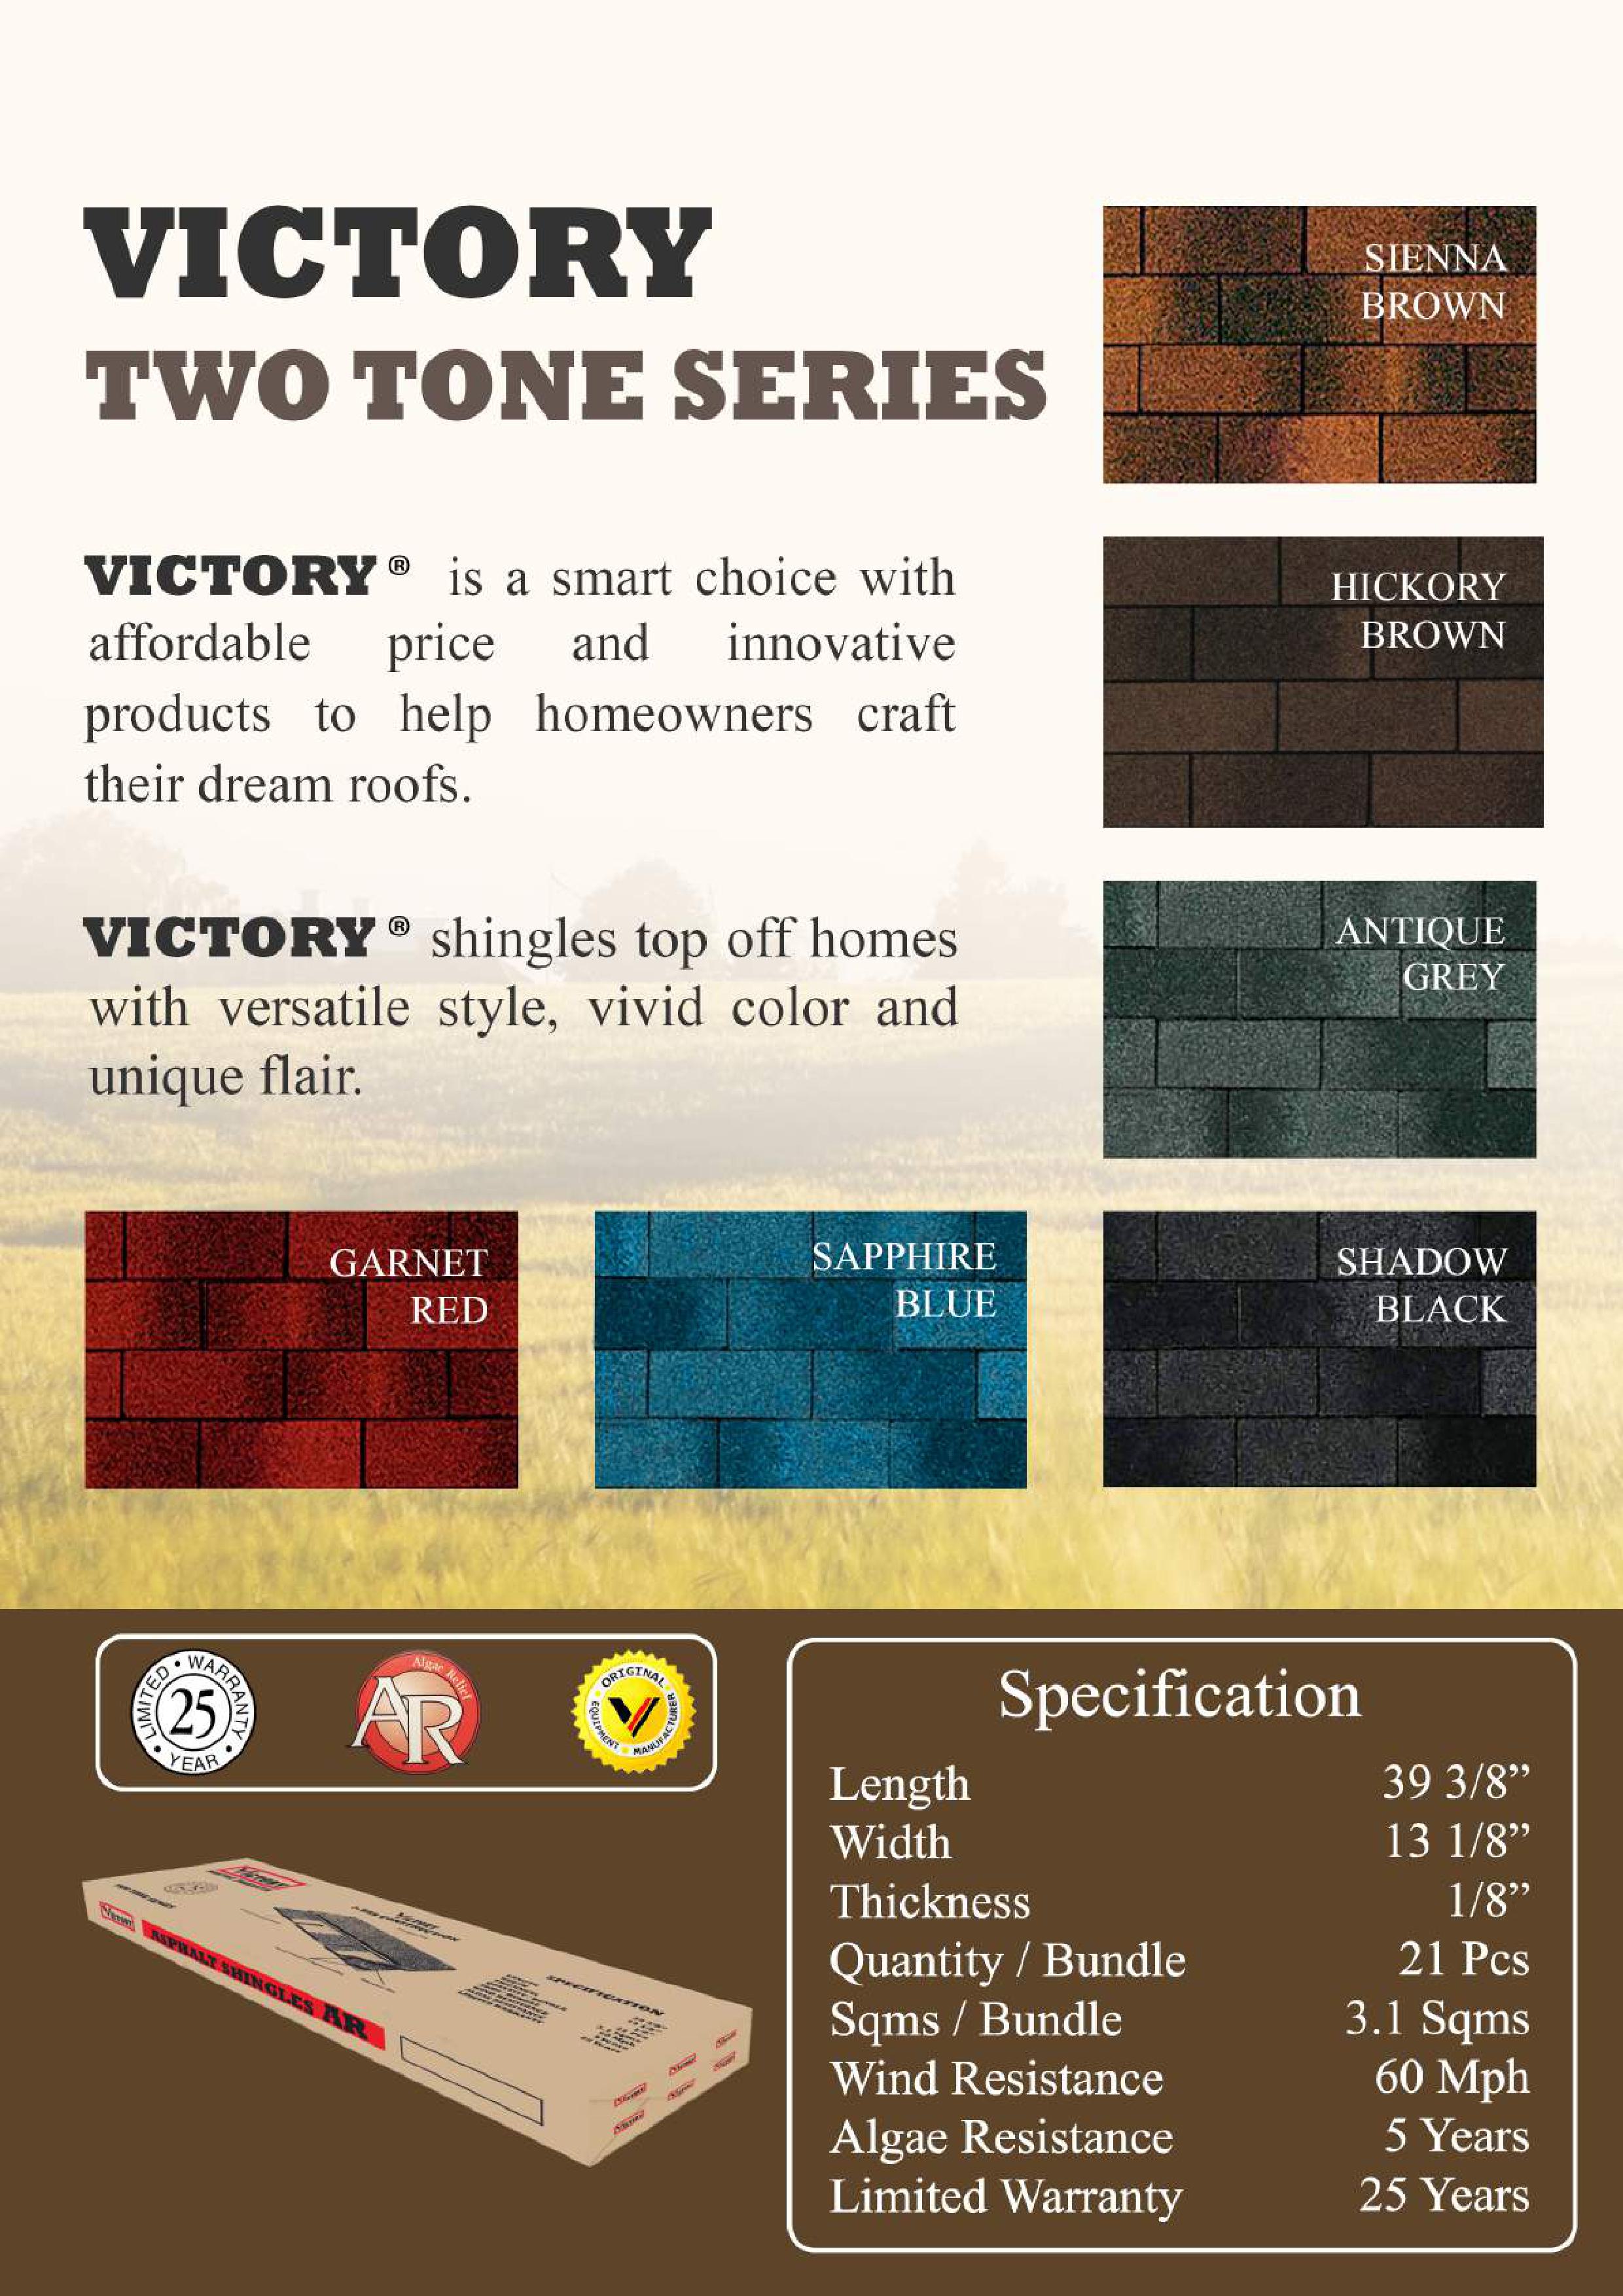 VICTORY
TWO TONE SERIES
SIENNA
BROWN
VICTORY® is a smart choice with
affordable price and innovative
products to help homeowners craft
their dream roofs.
HICKORY
BROWN
VICTORY® shingles top off homes
with versatile style, vivid color and
unique flair.
ANTIQUE
GREY
GARNET
RED
SAPPHIRE
BLUE
SHADOW
BLACK
LIMITED • WARRANTY • 25 YEAR •
Algae Relief
AR
ORIGINAL EQUIPMENT MANUFACTURER
Specification
Length 39 3/8”
Width 13 1/8”
Thickness 1/8”
Quantity / Bundle 21 Pcs
Sqms / Bundle 3.1 Sqms
Wind Resistance 60 Mph
Algae Resistance 5 Years
Limited Warranty 25 Years
VICTORY
VICTORY
ASPHALT SHINGLES AR
SPECIFICATION